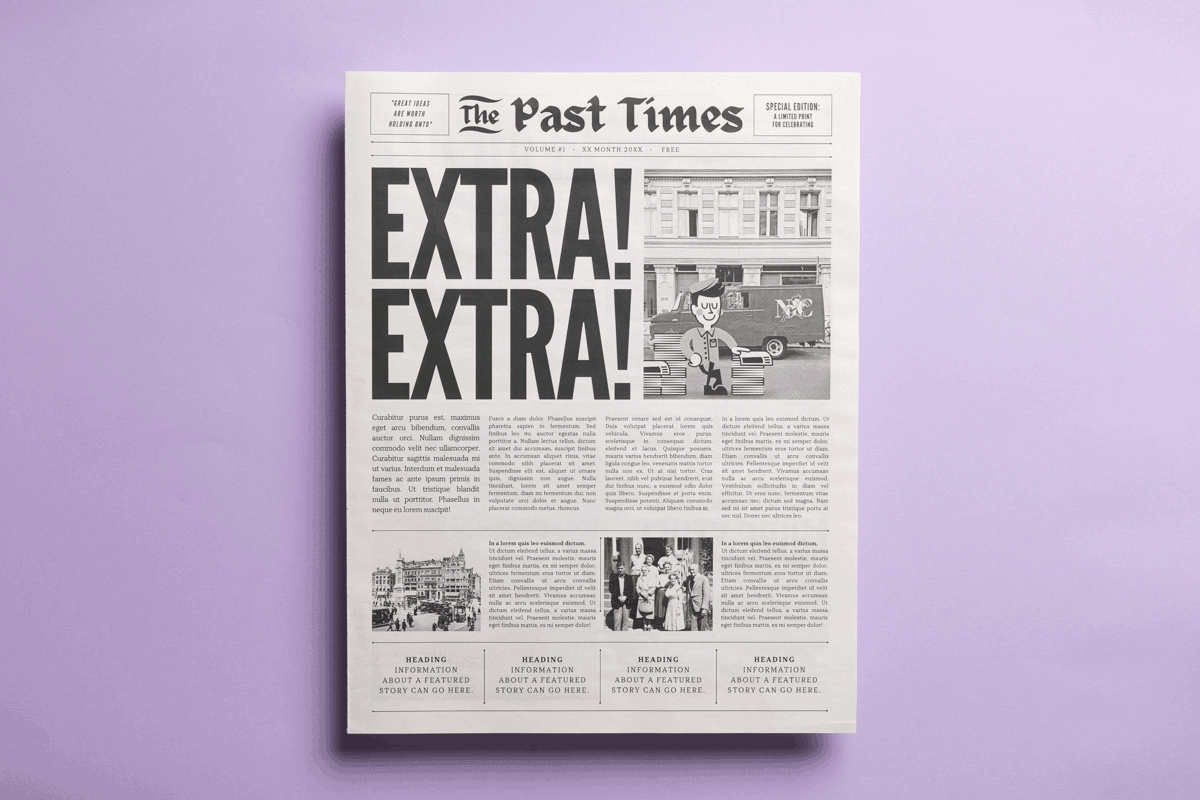 "GREAT IDEAS
ARE WORTH
HOLDING ONTO"
The Past Times
SPECIAL EDITION:
A LIMITED PRINT
FOR CELEBRATING
VOLUME #1 · XX MONTH 20XX · FREE
EXTRA!
EXTRA!
NC
Curabitur purus est, maximus
eget arcu bibendum, convallis
auctor orci. Nullam dignissim
commodo velit nec ullamcorper.
Curabitur sagittis malesuada mi
ut varius. Interdum et malesuada
fames ac ante ipsum primis in
faucibus. Ut tristique blandit
nulla ut porttitor. Phasellus in
neque eu lorem suscipit!
Fusce a diam dolor. Phasellus suscipit
pharetra sapien in fermentum. Sed
finibus leo mi, auctor egestas nulla
porttitor a. Nullam lectus tellus, dictum
sit amet dui accumsan, suscipit finibus
ante. In accumsan aliquet risus, vitae
commodo nibh placerat sit amet.
Suspendisse elit est, aliquet ut ornare
quis, dignissim non augue. Nulla
tincidunt, lorem sit amet semper
fermentum, diam mi fermentum dui, non
vulputate orci dolor et augue. Nunc
placerat commodo metus, rhoncus.
Praesent ornare sed est id consequat.
Duis volutpat placerat lorem quis
vehicula. Vivamus eros purus,
scelerisque in consequat dictum,
eleifend et lacus. Quisque posuere,
mauris varius hendrerit bibendum, diam
ligula congue leo, venenatis mattis tortor
nulla non ex. Ut at nisi tortor. Cras
laoreet, nibh vel pulvinar hendrerit, erat
dui finibus nunc, a euismod odio dolor
quis libero. Suspendisse at porta enim.
Suspendisse potenti. Aliquam commodo
magna orci, ut volutpat libero finibus in.
In a lorem quis leo euismod dictum. Ut
dictum eleifend tellus, a varius massa
tincidunt vel. Praesent molestie, mauris
eget finibus mattis, ex mi semper dolor,
ultrices fermentum eros tortor ut diam.
Etiam convallis ut arcu convallis
ultricies. Pellentesque imperdiet id velit
sit amet hendrerit. Vivamus accumsan
nulla ac arcu scelerisque euismod.
Vestibulum sollicitudin in diam vel
efficitur. Ut eros nunc, fermentum vitae
accumsan nec, dictum sed magna. Nam
sed mi sit amet purus tristique porta at
nec nisl. Donec nec ultricies leo.
In a lorem quis leo euismod dictum.
Ut dictum eleifend tellus, a varius massa
tincidunt vel. Praesent molestie, mauris
eget finibus mattis, ex mi semper dolor,
ultrices fermentum eros tortor ut diam.
Etiam convallis ut arcu convallis
ultricies. Pellentesque imperdiet id velit
sit amet hendrerit. Vivamus accumsan
nulla ac arcu scelerisque euismod. Ut
dictum eleifend tellus, a varius massa
tincidunt vel. Praesent molestie, mauris
eget finibus mattis, ex mi semper dolor!
In a lorem quis leo euismod dictum.
Ut dictum eleifend tellus, a varius massa
tincidunt vel. Praesent molestie, mauris
eget finibus mattis, ex mi semper dolor,
ultrices fermentum eros tortor ut diam.
Etiam convallis ut arcu convallis
ultricies. Pellentesque imperdiet id velit
sit amet hendrerit. Vivamus accumsan
nulla ac arcu scelerisque euismod. Ut
dictum eleifend tellus, a varius massa
tincidunt vel. Praesent molestie, mauris
eget finibus mattis, ex mi semper dolor!
HEADING
INFORMATION
ABOUT A FEATURED
STORY CAN GO HERE.
HEADING
INFORMATION
ABOUT A FEATURED
STORY CAN GO HERE.
HEADING
INFORMATION
ABOUT A FEATURED
STORY CAN GO HERE.
HEADING
INFORMATION
ABOUT A FEATURED
STORY CAN GO HERE.